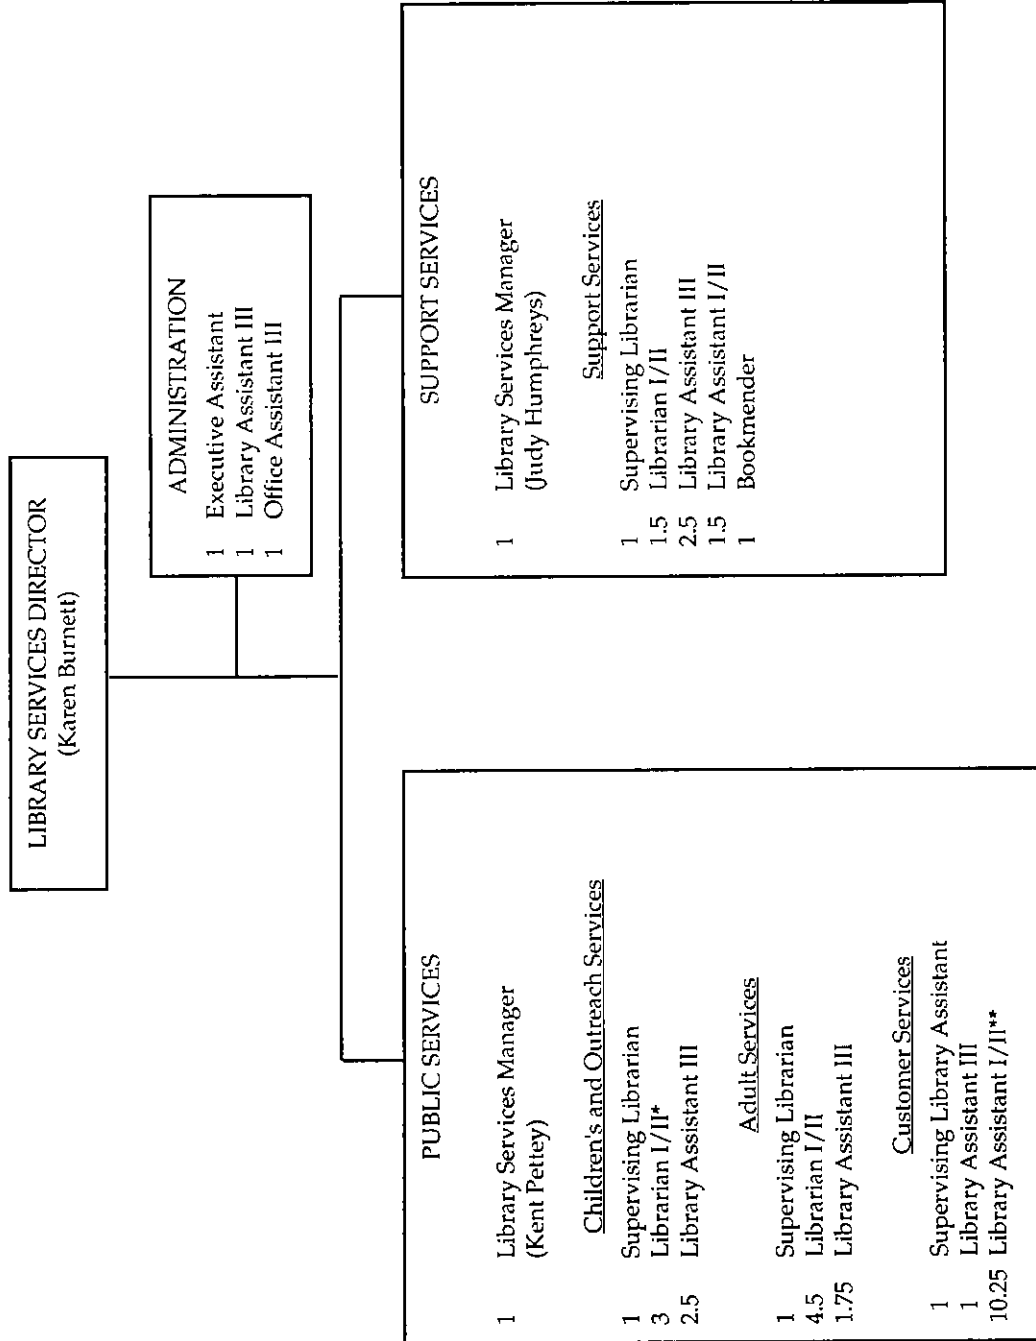 LIBRARY SERVICES DIRECTOR
(Karen Burnett)
ADMINISTRATION
1 Executive Assistant
1 Library Assistant III
1 Office Assistant III
PUBLIC SERVICES
1 Library Services Manager
(Kent Pettey)
Children's and Outreach Services
1 Supervising Librarian
3 Librarian I/II*
2.5 Library Assistant III
Adult Services
1 Supervising Librarian
4.5 Librarian I/II
1.75 Library Assistant III
Customer Services
1 Supervising Library Assistant
1 Library Assistant III
10.25 Library Assistant I/II**
SUPPORT SERVICES
1 Library Services Manager
(Judy Humphreys)
Support Services
1 Supervising Librarian
1.5 Librarian I/II
2.5 Library Assistant III
1.5 Library Assistant I/II
1 Bookmender